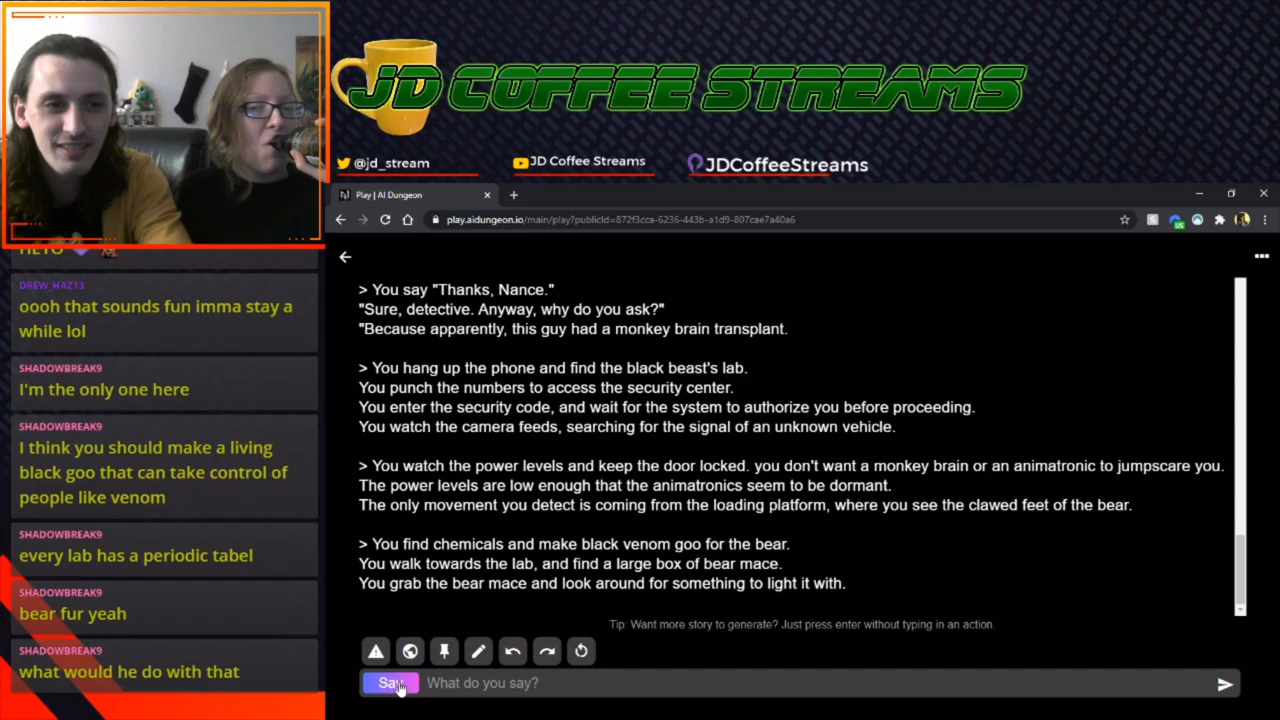 JD COFFEE STREAMS
@jd_stream
JD Coffee Streams
JDCoffeeStreams
Play | AI Dungeon
play.aidungeon.io/main/play?publicId=872f3cca-6236-443b-a1d9-807cae7a40a6
HEYO
DREW_HAZ13
oooh that sounds fun imma stay a
while lol
SHADOWBREAK9
I'm the only one here
SHADOWBREAK9
I think you should make a living
black goo that can take control of
people like venom
SHADOWBREAK9
every lab has a periodic tabel
SHADOWBREAK9
bear fur yeah
SHADOWBREAK9
what would he do with that
> You say "Thanks, Nance."
"Sure, detective. Anyway, why do you ask?"
"Because apparently, this guy had a monkey brain transplant.
> You hang up the phone and find the black beast's lab.
You punch the numbers to access the security center.
You enter the security code, and wait for the system to authorize you before proceeding.
You watch the camera feeds, searching for the signal of an unknown vehicle.
> You watch the power levels and keep the door locked. you don't want a monkey brain or an animatronic to jumpscare you.
The power levels are low enough that the animatronics seem to be dormant.
The only movement you detect is coming from the loading platform, where you see the clawed feet of the bear.
> You find chemicals and make black venom goo for the bear.
You walk towards the lab, and find a large box of bear mace.
You grab the bear mace and look around for something to light it with.
Tip: Want more story to generate? Just press enter without typing in an action.
Say
What do you say?